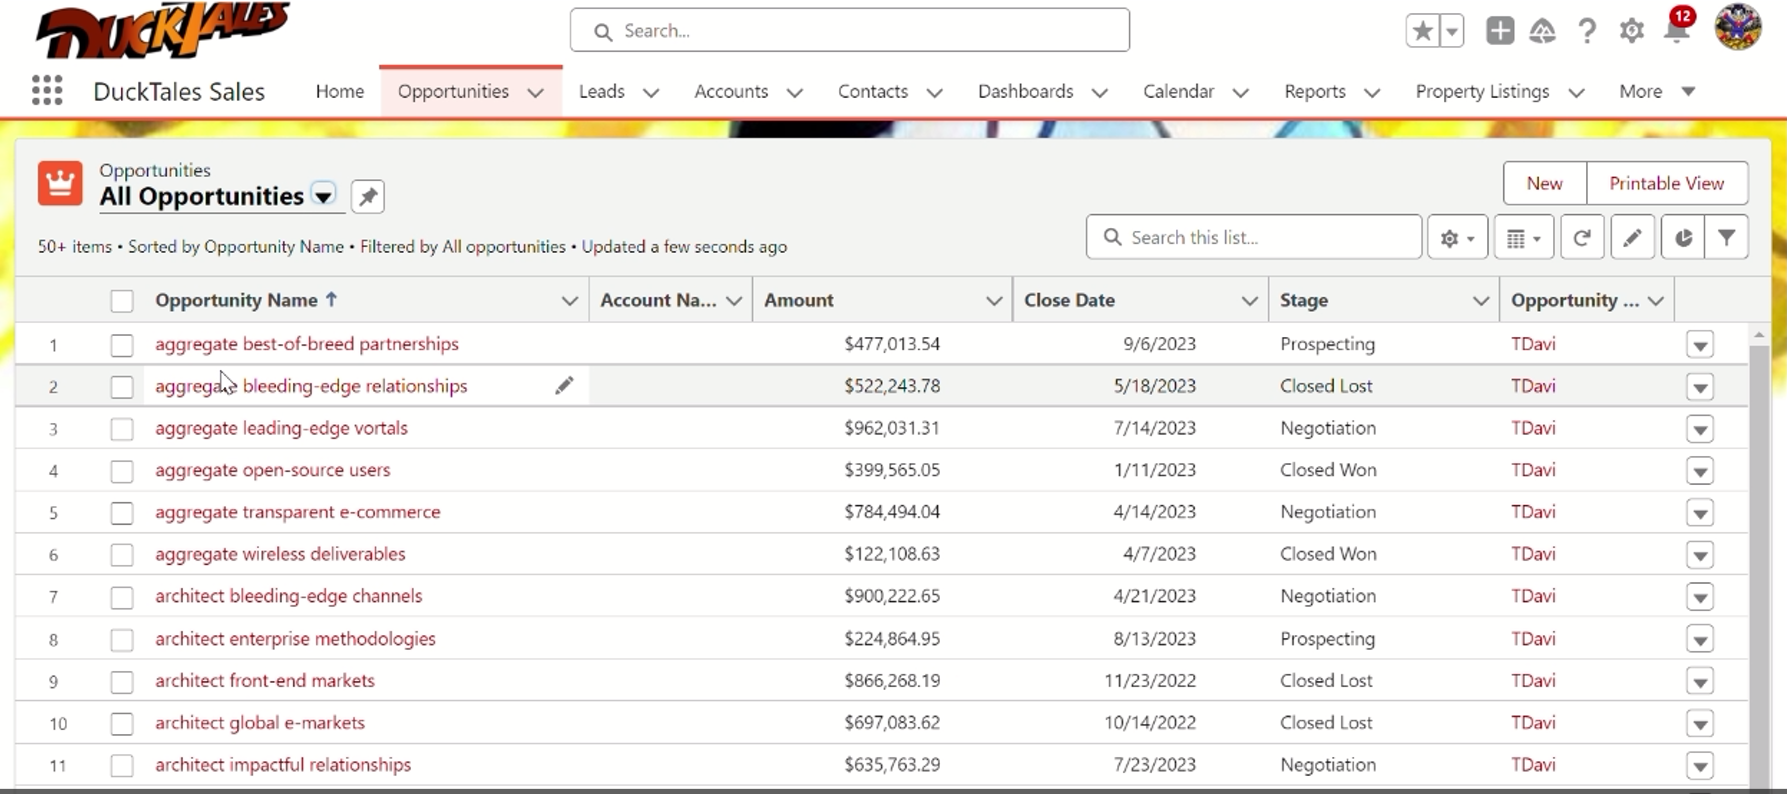 DUCKTALES
Search...
12
DuckTales Sales Home Opportunities Leads Accounts Contacts Dashboards Calendar Reports Property Listings More
Opportunities
All Opportunities
New Printable View
50+ items • Sorted by Opportunity Name • Filtered by All opportunities • Updated a few seconds ago
Search this list...
Opportunity Name Account Na... Amount Close Date Stage Opportunity ...
1 aggregate best-of-breed partnerships $477,013.54 9/6/2023 Prospecting TDavi
2 aggregate bleeding-edge relationships $522,243.78 5/18/2023 Closed Lost TDavi
3 aggregate leading-edge vortals $962,031.31 7/14/2023 Negotiation TDavi
4 aggregate open-source users $399,565.05 1/11/2023 Closed Won TDavi
5 aggregate transparent e-commerce $784,494.04 4/14/2023 Negotiation TDavi
6 aggregate wireless deliverables $122,108.63 4/7/2023 Closed Won TDavi
7 architect bleeding-edge channels $900,222.65 4/21/2023 Negotiation TDavi
8 architect enterprise methodologies $224,864.95 8/13/2023 Prospecting TDavi
9 architect front-end markets $866,268.19 11/23/2022 Closed Lost TDavi
10 architect global e-markets $697,083.62 10/14/2022 Closed Lost TDavi
11 architect impactful relationships $635,763.29 7/23/2023 Negotiation TDavi